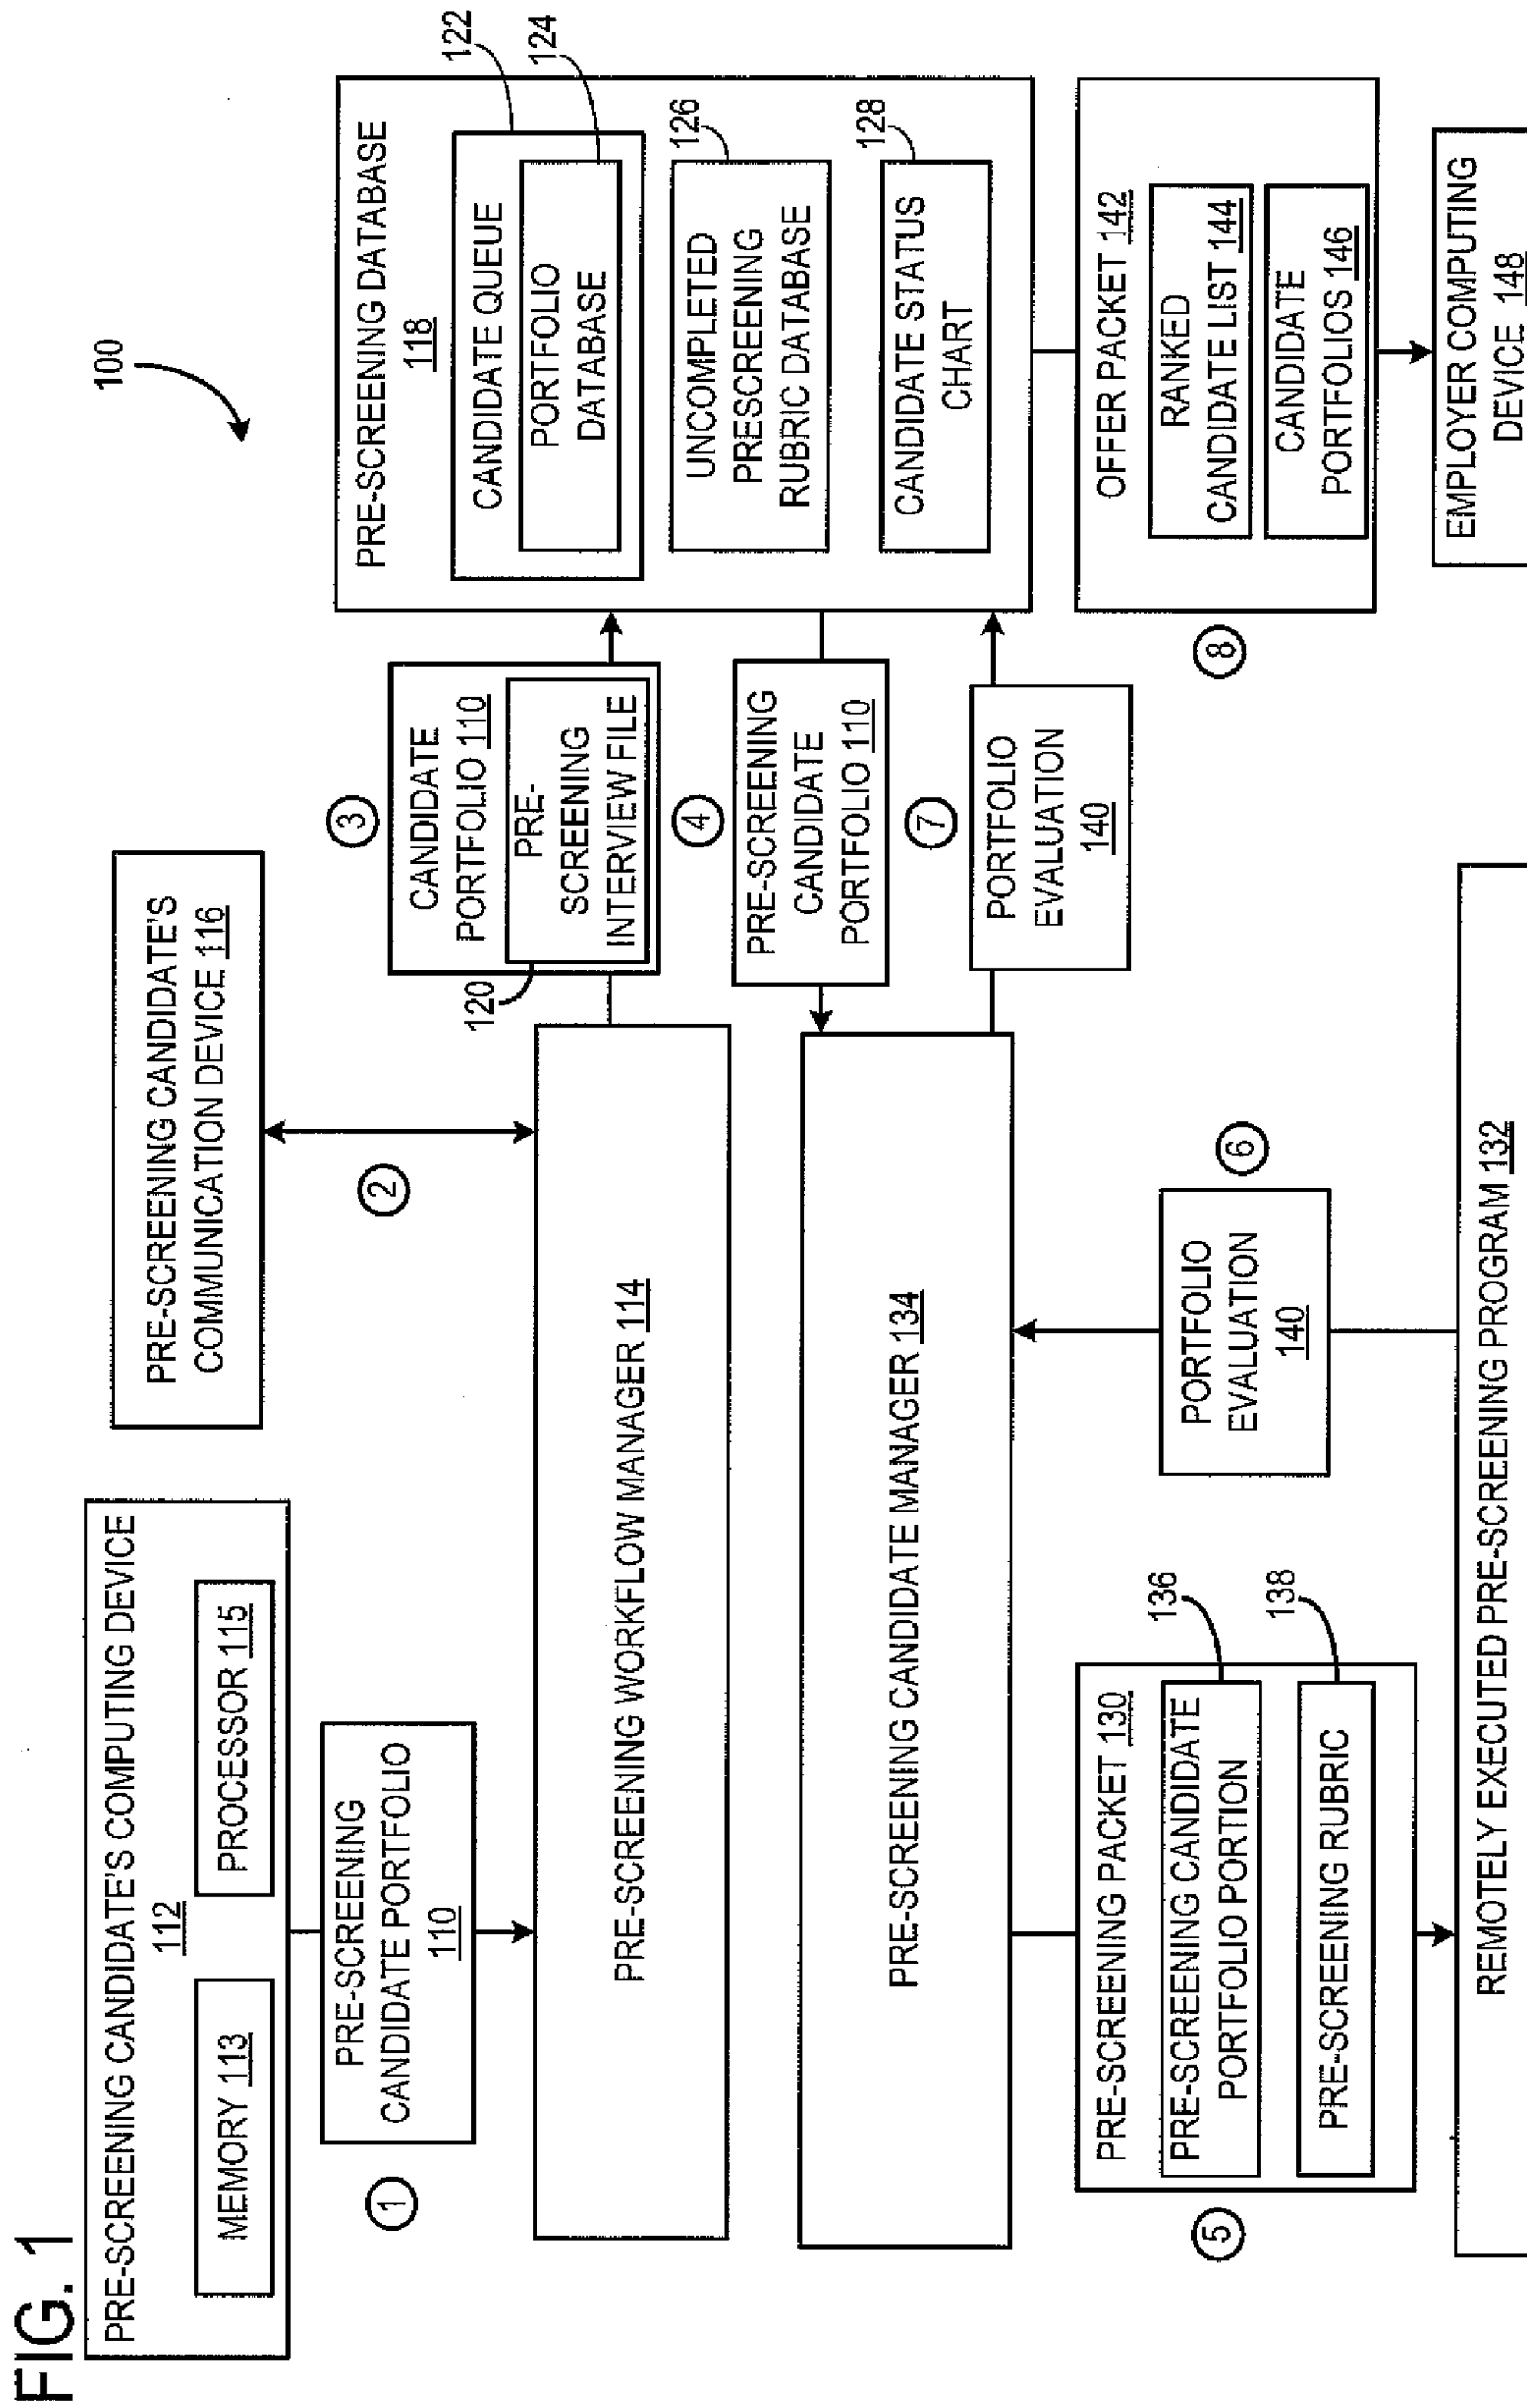 FIG. 1
100
PRE-SCREENING CANDIDATE'S COMPUTING DEVICE
112
MEMORY 113
PROCESSOR 115
PRE-SCREENING CANDIDATE'S
COMMUNICATION DEVICE 116
1
PRE-SCREENING
CANDIDATE PORTFOLIO
110
2
PRE-SCREENING WORKFLOW MANAGER 114
3
CANDIDATE
PORTFOLIO 110
PRE-
SCREENING
INTERVIEW FILE
120
PRE-SCREENING DATABASE
118
CANDIDATE QUEUE
122
PORTFOLIO
DATABASE
124
UNCOMPLETED
PRESCREENING
RUBRIC DATABASE
126
CANDIDATE STATUS
CHART
128
4
PRE-SCREENING
CANDIDATE
PORTFOLIO 110
7
PORTFOLIO
EVALUATION
140
PRE-SCREENING CANDIDATE MANAGER 134
5
PRE-SCREENING PACKET 130
PRE-SCREENING CANDIDATE
PORTFOLIO PORTION
136
PRE-SCREENING RUBRIC
138
6
PORTFOLIO
EVALUATION
140
8
OFFER PACKET 142
RANKED
CANDIDATE LIST 144
CANDIDATE
PORTFOLIOS 146
REMOTELY EXECUTED PRE-SCREENING PROGRAM 132
EMPLOYER COMPUTING
DEVICE 148